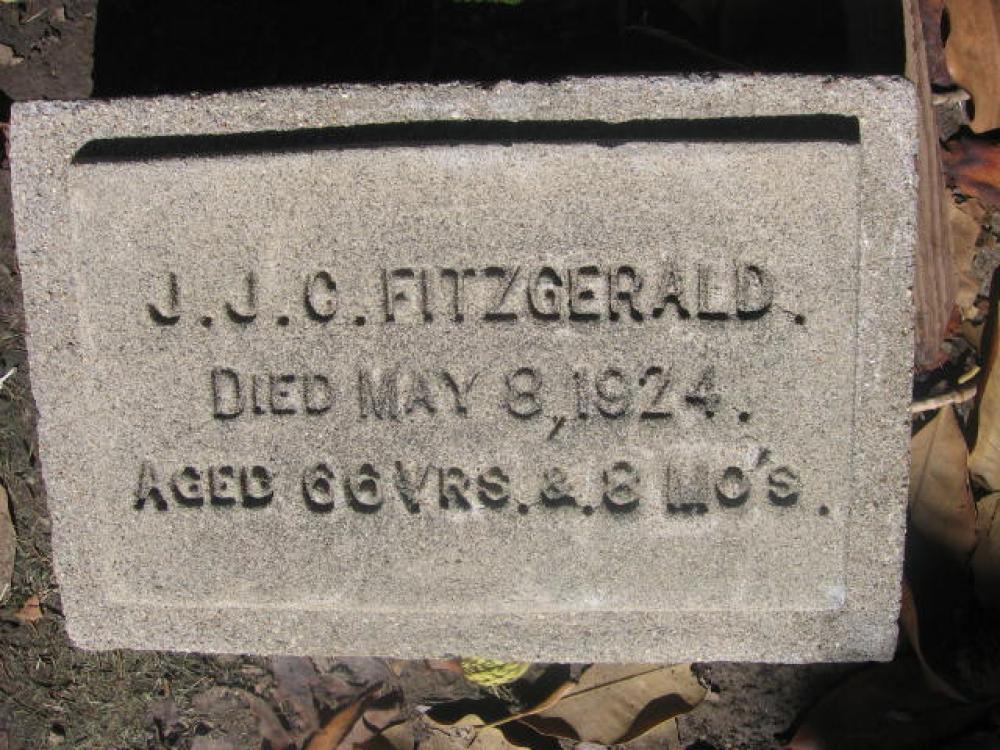 J. J. C. FITZGERALD.
DIED MAY 8, 1924.
AGED 66 YRS. &. 8 MO'S.